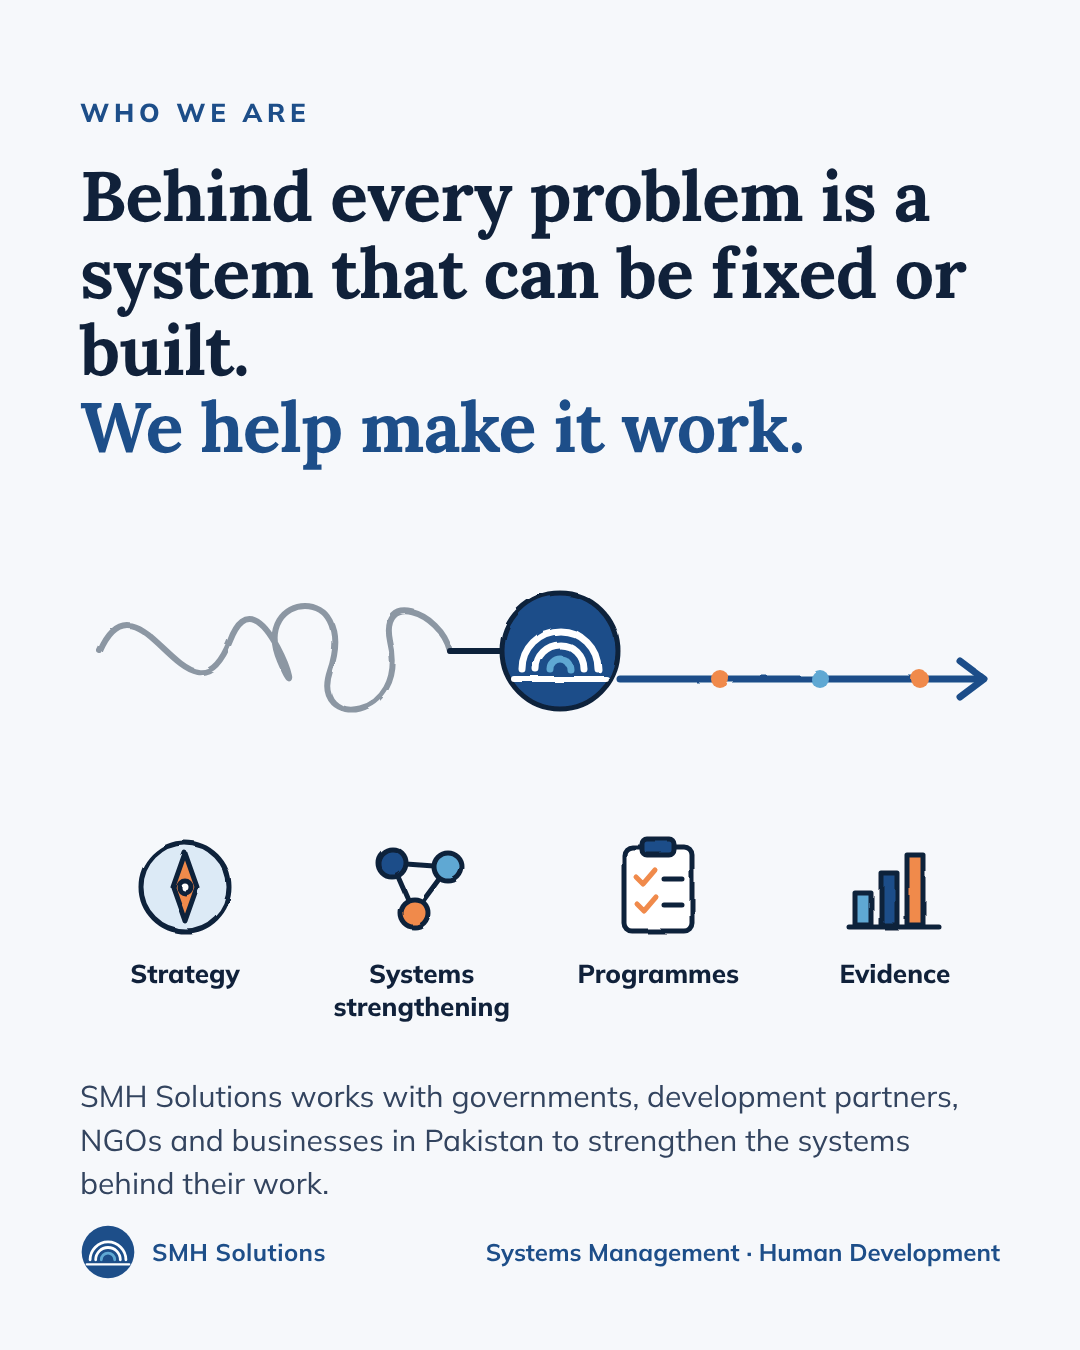 WHO WE ARE
Behind every problem is a
system that can be fixed or
built.
We help make it work.
Strategy
Systems
strengthening
Programmes
Evidence
SMH Solutions works with governments, development partners,
NGOs and businesses in Pakistan to strengthen the systems
behind their work.
SMH Solutions
Systems Management · Human Development